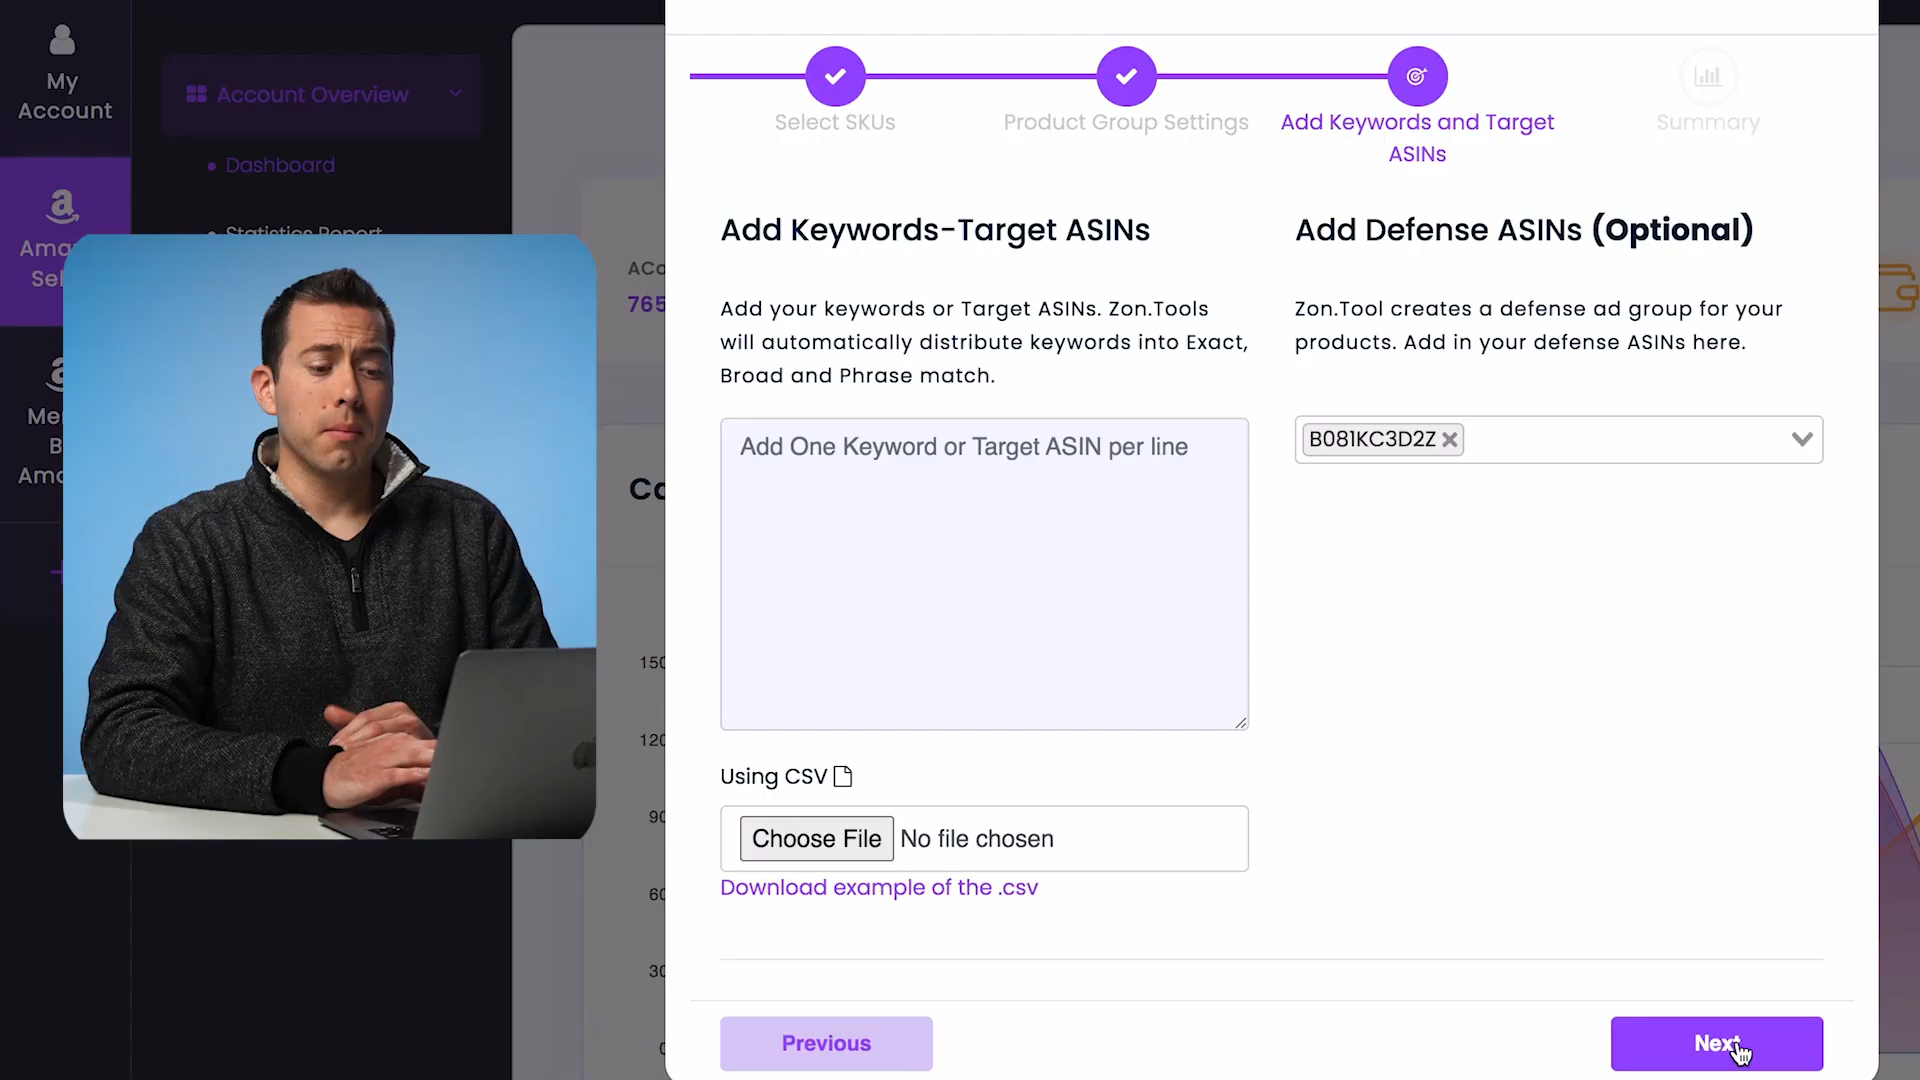 My
Account
Account Overview
Dashboard
Statistics Report
Select SKUs
Product Group Settings
Add Keywords and Target
ASINs
Summary
Add Keywords-Target ASINs
Add your keywords or Target ASINs. Zon.Tools
will automatically distribute keywords into Exact,
Broad and Phrase match.
Add One Keyword or Target ASIN per line
Using CSV
Choose File No file chosen
Download example of the .csv
Add Defense ASINs (Optional)
Zon.Tool creates a defense ad group for your
products. Add in your defense ASINs here.
B081KC3D2Z
Previous
Next